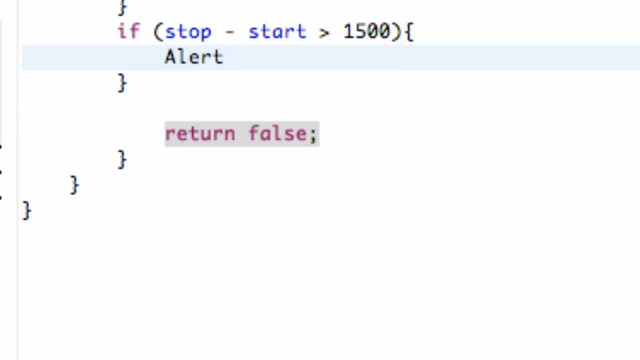 }
if (stop - start > 1500){
Alert
}
return false;
}
}
}